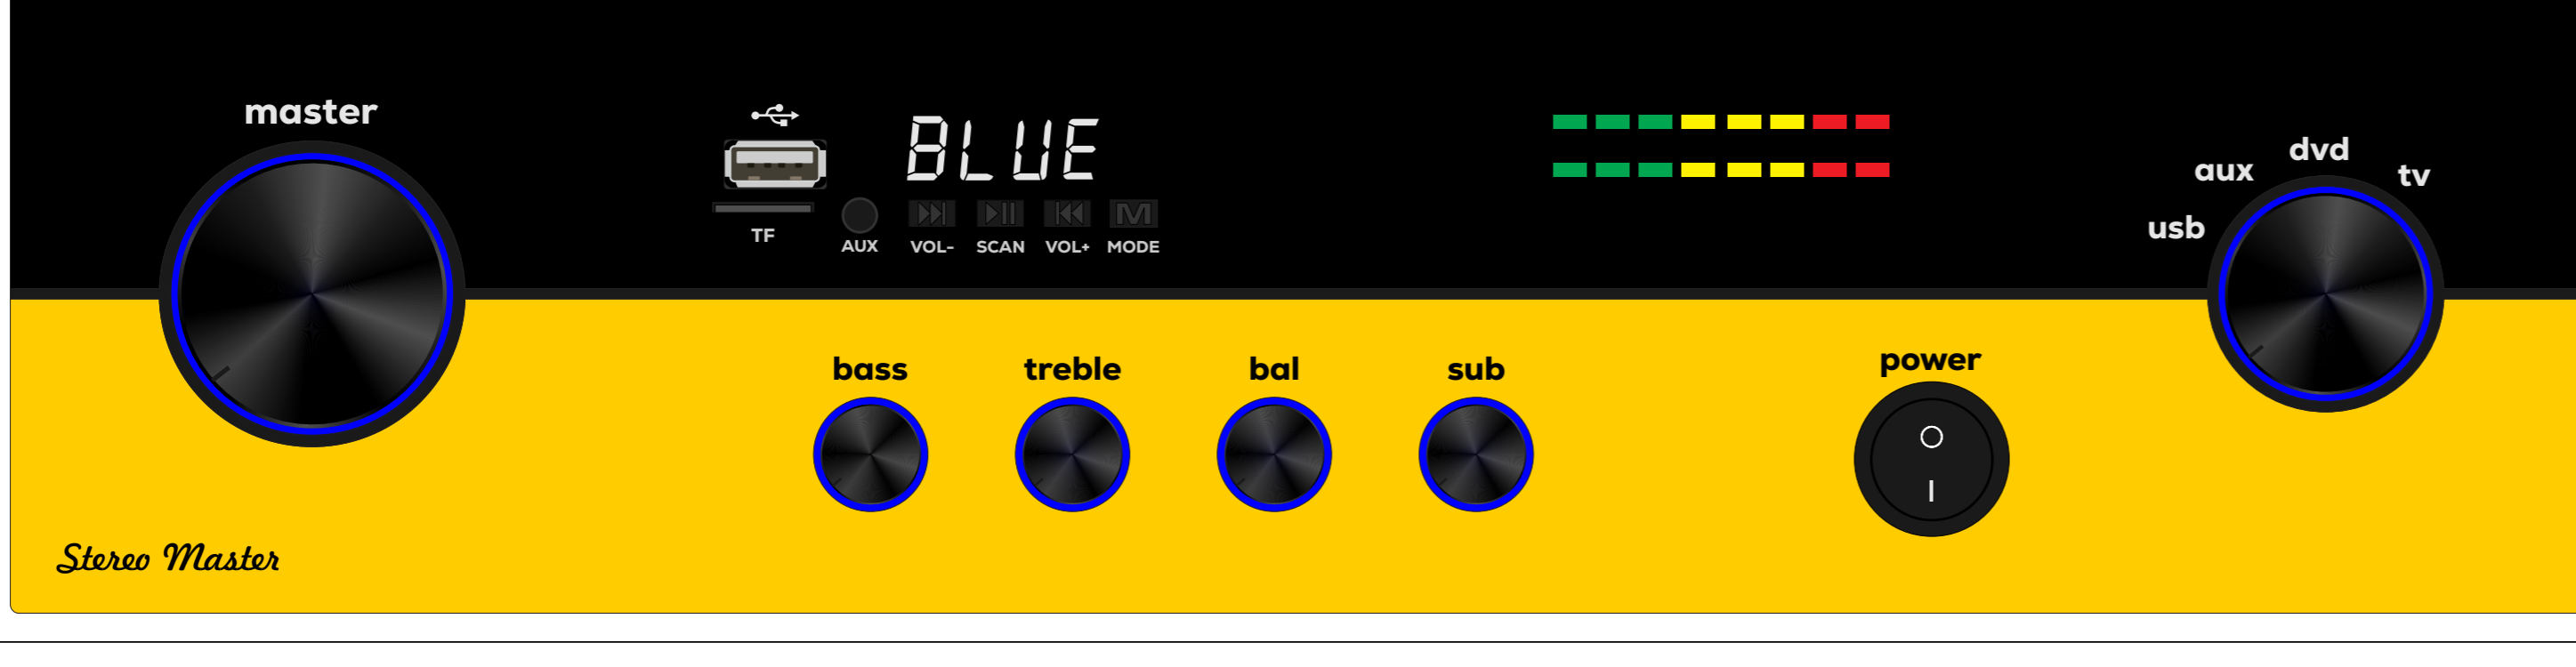 master
BLUE
TF
AUX
VOL-
SCAN
VOL+
MODE
M
usb
aux
dvd
tv
bass
treble
bal
sub
power
Stereo Master